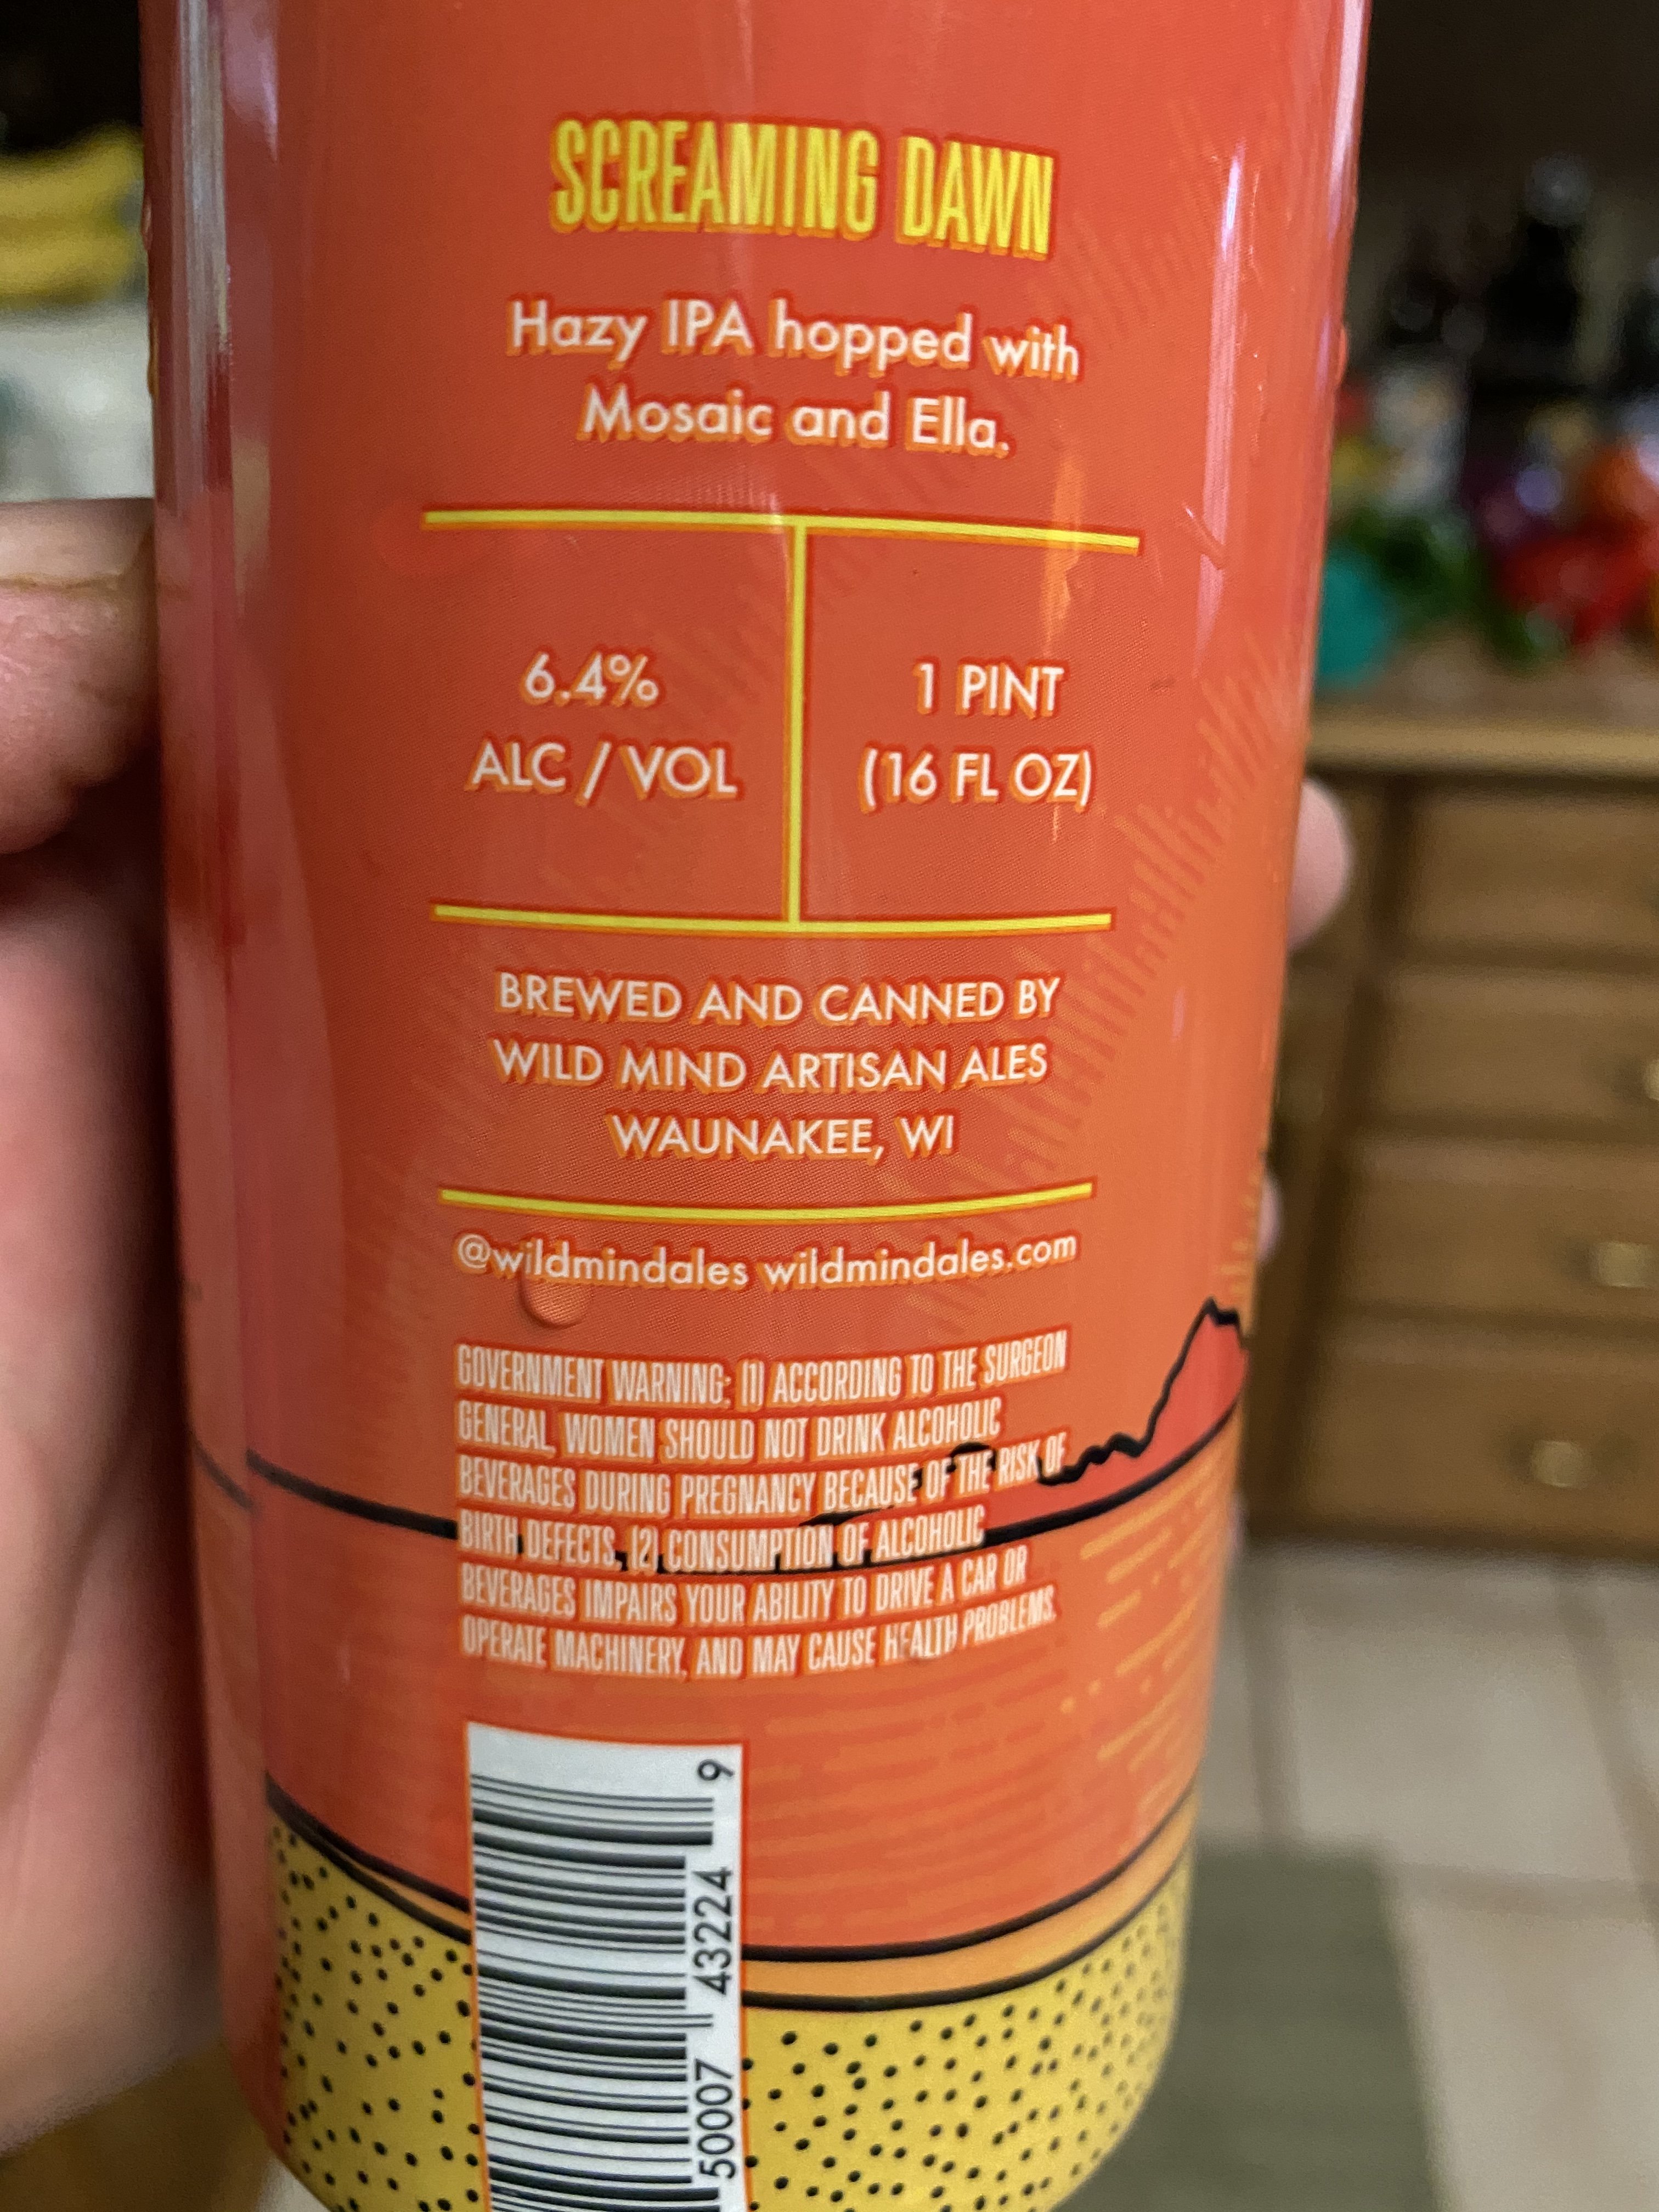 SCREAMING DAWN
Hazy IPA hopped with
Mosaic and Ella.
6.4%
ALC / VOL
1 PINT
(16 FL OZ)
BREWED AND CANNED BY
WILD MIND ARTISAN ALES
WAUNAKEE, WI
@wildmindales wildmindales.com
GOVERNMENT WARNING: (1) ACCORDING TO THE SURGEON
GENERAL, WOMEN SHOULD NOT DRINK ALCOHOLIC
BEVERAGES DURING PREGNANCY BECAUSE OF THE RISK OF
BIRTH DEFECTS. (2) CONSUMPTION OF ALCOHOLIC
BEVERAGES IMPAIRS YOUR ABILITY TO DRIVE A CAR OR
OPERATE MACHINERY, AND MAY CAUSE HEALTH PROBLEMS.
50007 43224 9